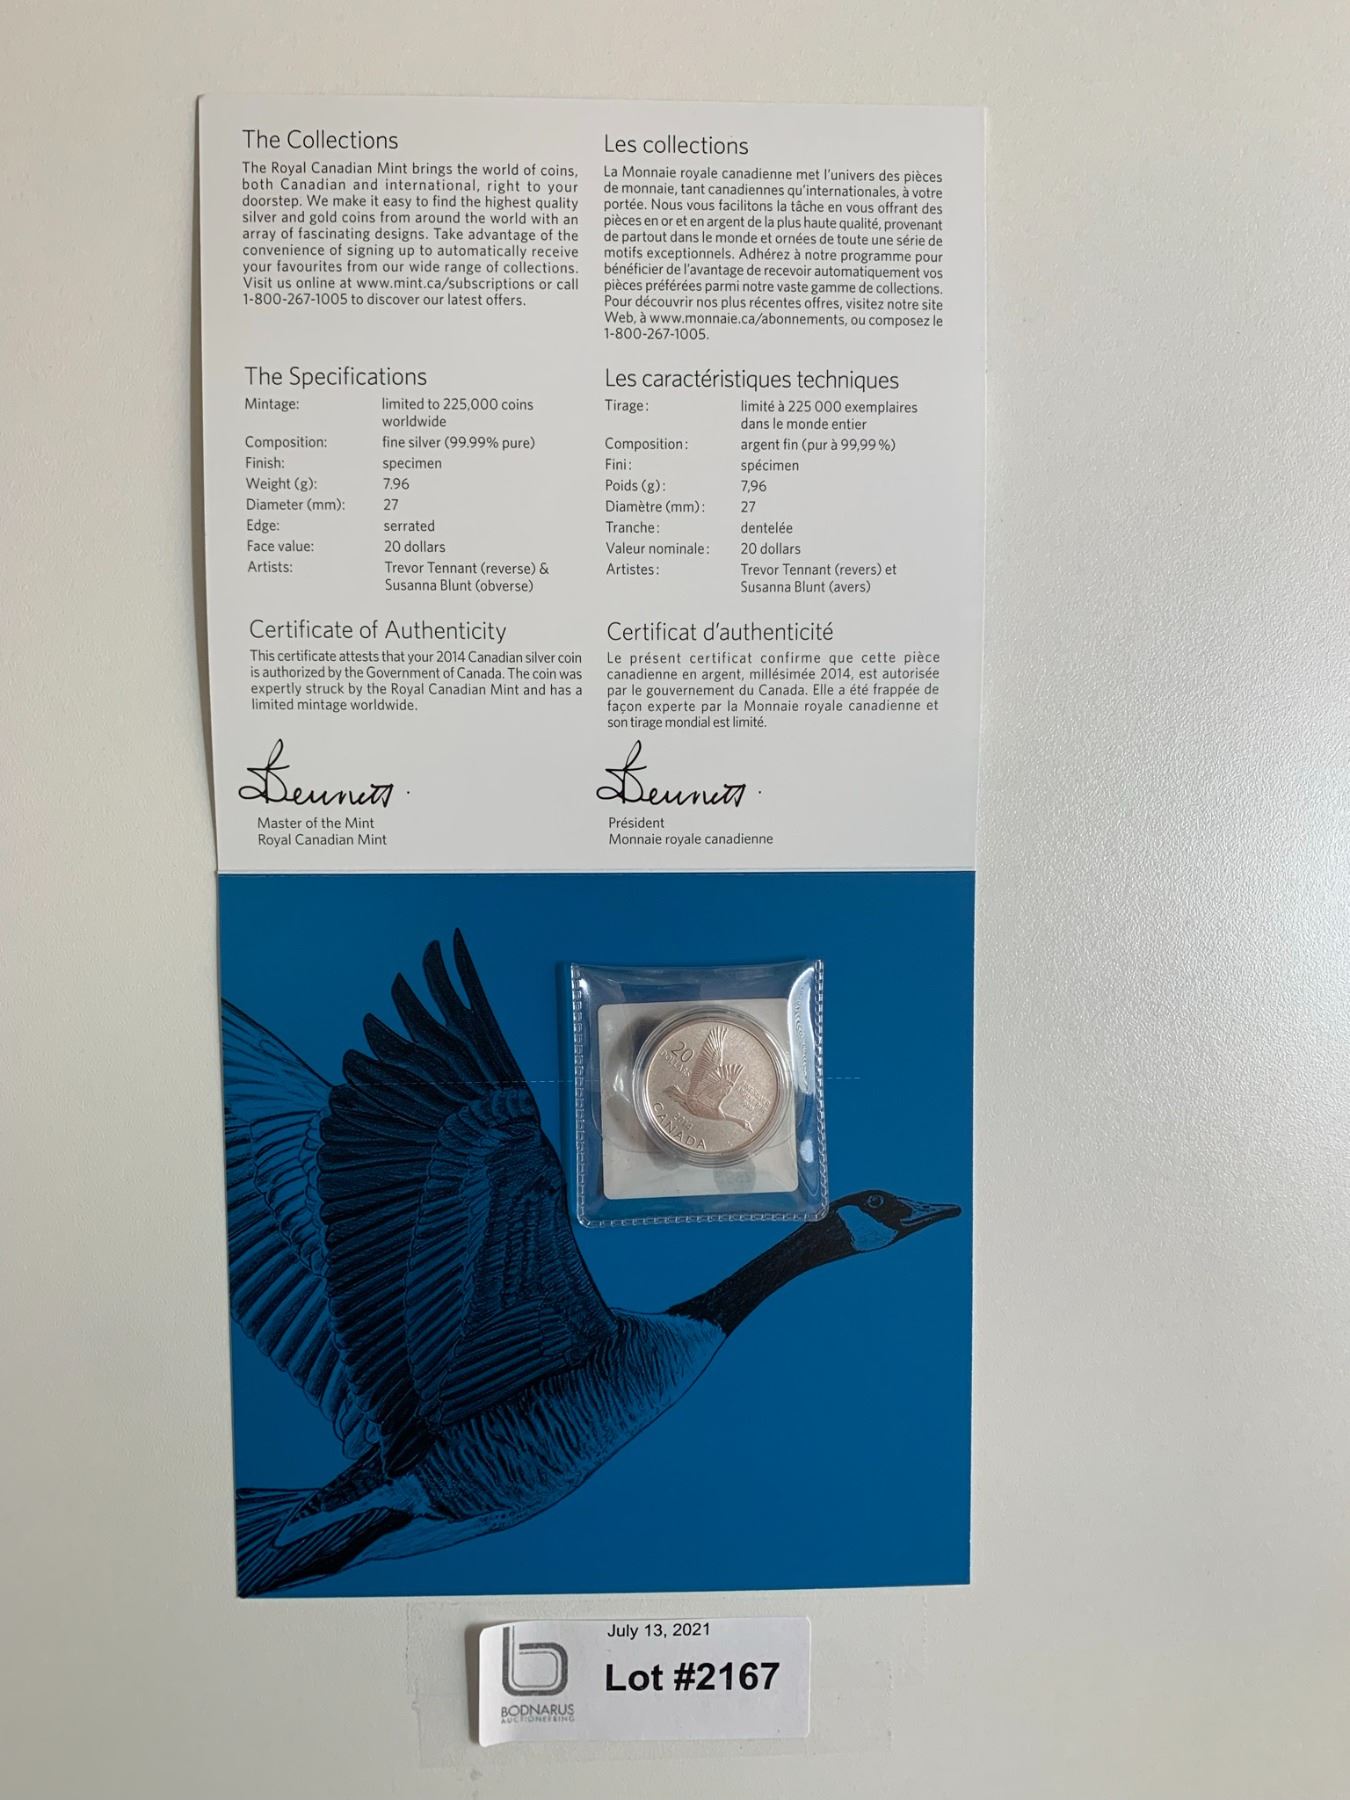 The Collections
The Royal Canadian Mint brings the world of coins,
both Canadian and international, right to your
doorstep. We make it easy to find the highest quality
silver and gold coins from around the world with an
array of fascinating designs. Take advantage of the
convenience of signing up to automatically receive
your favourites from our wide range of collections.
Visit us online at www.mint.ca/subscriptions or call
1-800-267-1005 to discover our latest offers.
Les collections
La Monnaie royale canadienne met l'univers des pièces
de monnaie, tant canadiennes qu'internationales, à votre
portée. Nous vous facilitons la tâche en vous offrant des
pièces en or et en argent de la plus haute qualité, provenant
de partout dans le monde et ornées de toute une série de
motifs exceptionnels. Adhérez à notre programme pour
bénéficier de l'avantage de recevoir automatiquement vos
pièces préférées parmi notre vaste gamme de collections.
Pour découvrir nos plus récentes offres, visitez notre site
Web, à www.monnaie.ca/abonnements, ou composez le
1-800-267-1005.
The Specifications
Mintage: limited to 225,000 coins
worldwide
Composition: fine silver (99.99% pure)
Finish: specimen
Weight (g): 7.96
Diameter (mm): 27
Edge: serrated
Face value: 20 dollars
Artists: Trevor Tennant (reverse) &
Susanna Blunt (obverse)
Les caractéristiques techniques
Tirage: limité à 225 000 exemplaires
dans le monde entier
Composition: argent fin (pur à 99,99 %)
Fini: spécimen
Poids (g): 7,96
Diamètre (mm): 27
Tranche: dentelée
Valeur nominale: 20 dollars
Artistes: Trevor Tennant (revers) et
Susanna Blunt (avers)
Certificate of Authenticity
This certificate attests that your 2014 Canadian silver coin
is authorized by the Government of Canada. The coin was
expertly struck by the Royal Canadian Mint and has a
limited mintage worldwide.
Certificat d'authenticité
Le présent certificat confirme que cette pièce
canadienne en argent, millésimée 2014, est autorisée
par le gouvernement du Canada. Elle a été frappée de
façon experte par la Monnaie royale canadienne et
son tirage mondial est limité.
Bennett
Master of the Mint
Royal Canadian Mint
Bennett
Président
Monnaie royale canadienne
20
DOLLARS
2014
CANADA
July 13, 2021
Lot #2167
BODNARUS
AUCTIONEERING